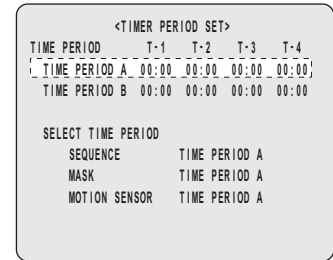 <TIMER PERIOD SET>
TIME PERIOD T-1 T-2 T-3 T-4
TIME PERIOD A 00:00 00:00 00:00 00:00
TIME PERIOD B 00:00 00:00 00:00 00:00
SELECT TIME PERIOD
SEQUENCE TIME PERIOD A
MASK TIME PERIOD A
MOTION SENSOR TIME PERIOD A